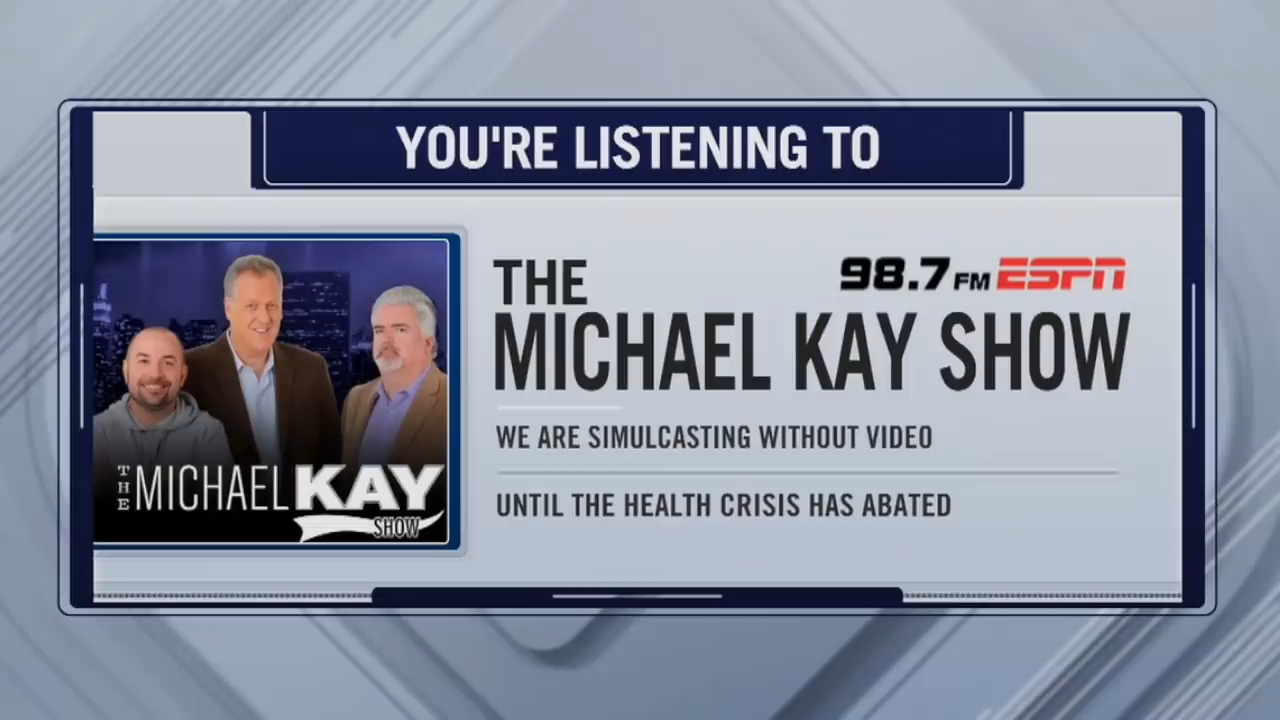 YOU'RE LISTENING TO
98.7 FM ESPN
THE
MICHAEL KAY SHOW
WE ARE SIMULCASTING WITHOUT VIDEO
UNTIL THE HEALTH CRISIS HAS ABATED
THE MICHAEL KAY
SHOW